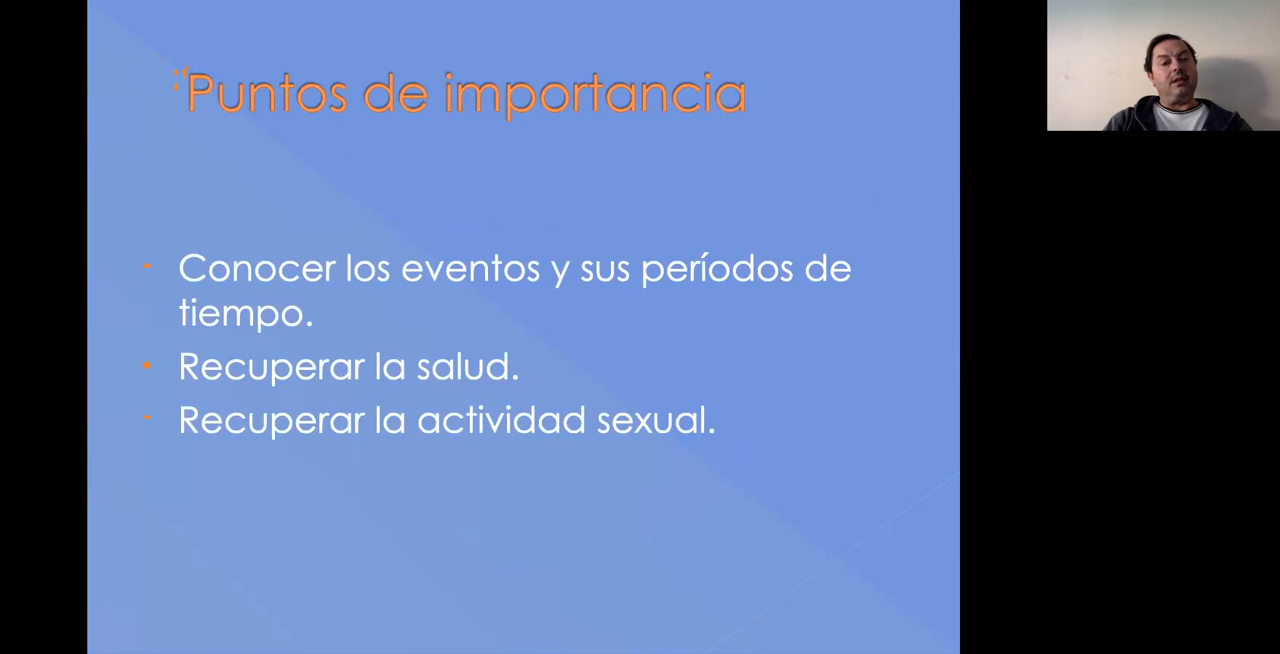 Puntos de importancia
Conocer los eventos y sus períodos de
tiempo.
Recuperar la salud.
Recuperar la actividad sexual.